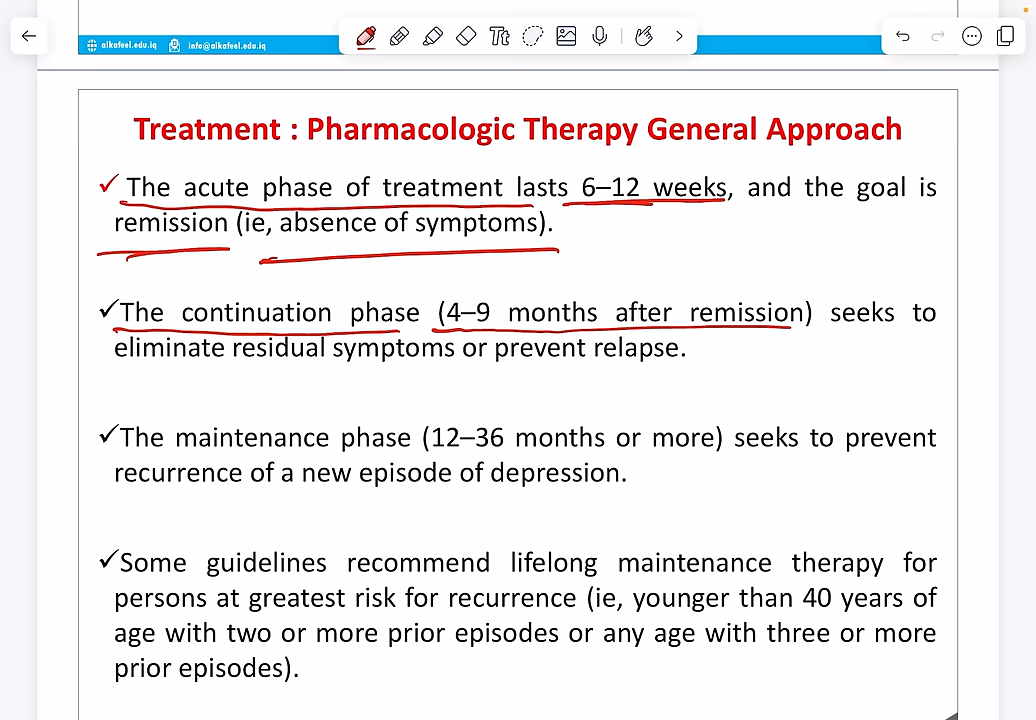 alkafeel.edu.iq info@alkafeel.edu.iq
Tt
Treatment : Pharmacologic Therapy General Approach
✓ The acute phase of treatment lasts 6–12 weeks, and the goal is
remission (ie, absence of symptoms).
✓The continuation phase (4–9 months after remission) seeks to
eliminate residual symptoms or prevent relapse.
✓The maintenance phase (12–36 months or more) seeks to prevent
recurrence of a new episode of depression.
✓Some guidelines recommend lifelong maintenance therapy for
persons at greatest risk for recurrence (ie, younger than 40 years of
age with two or more prior episodes or any age with three or more
prior episodes).